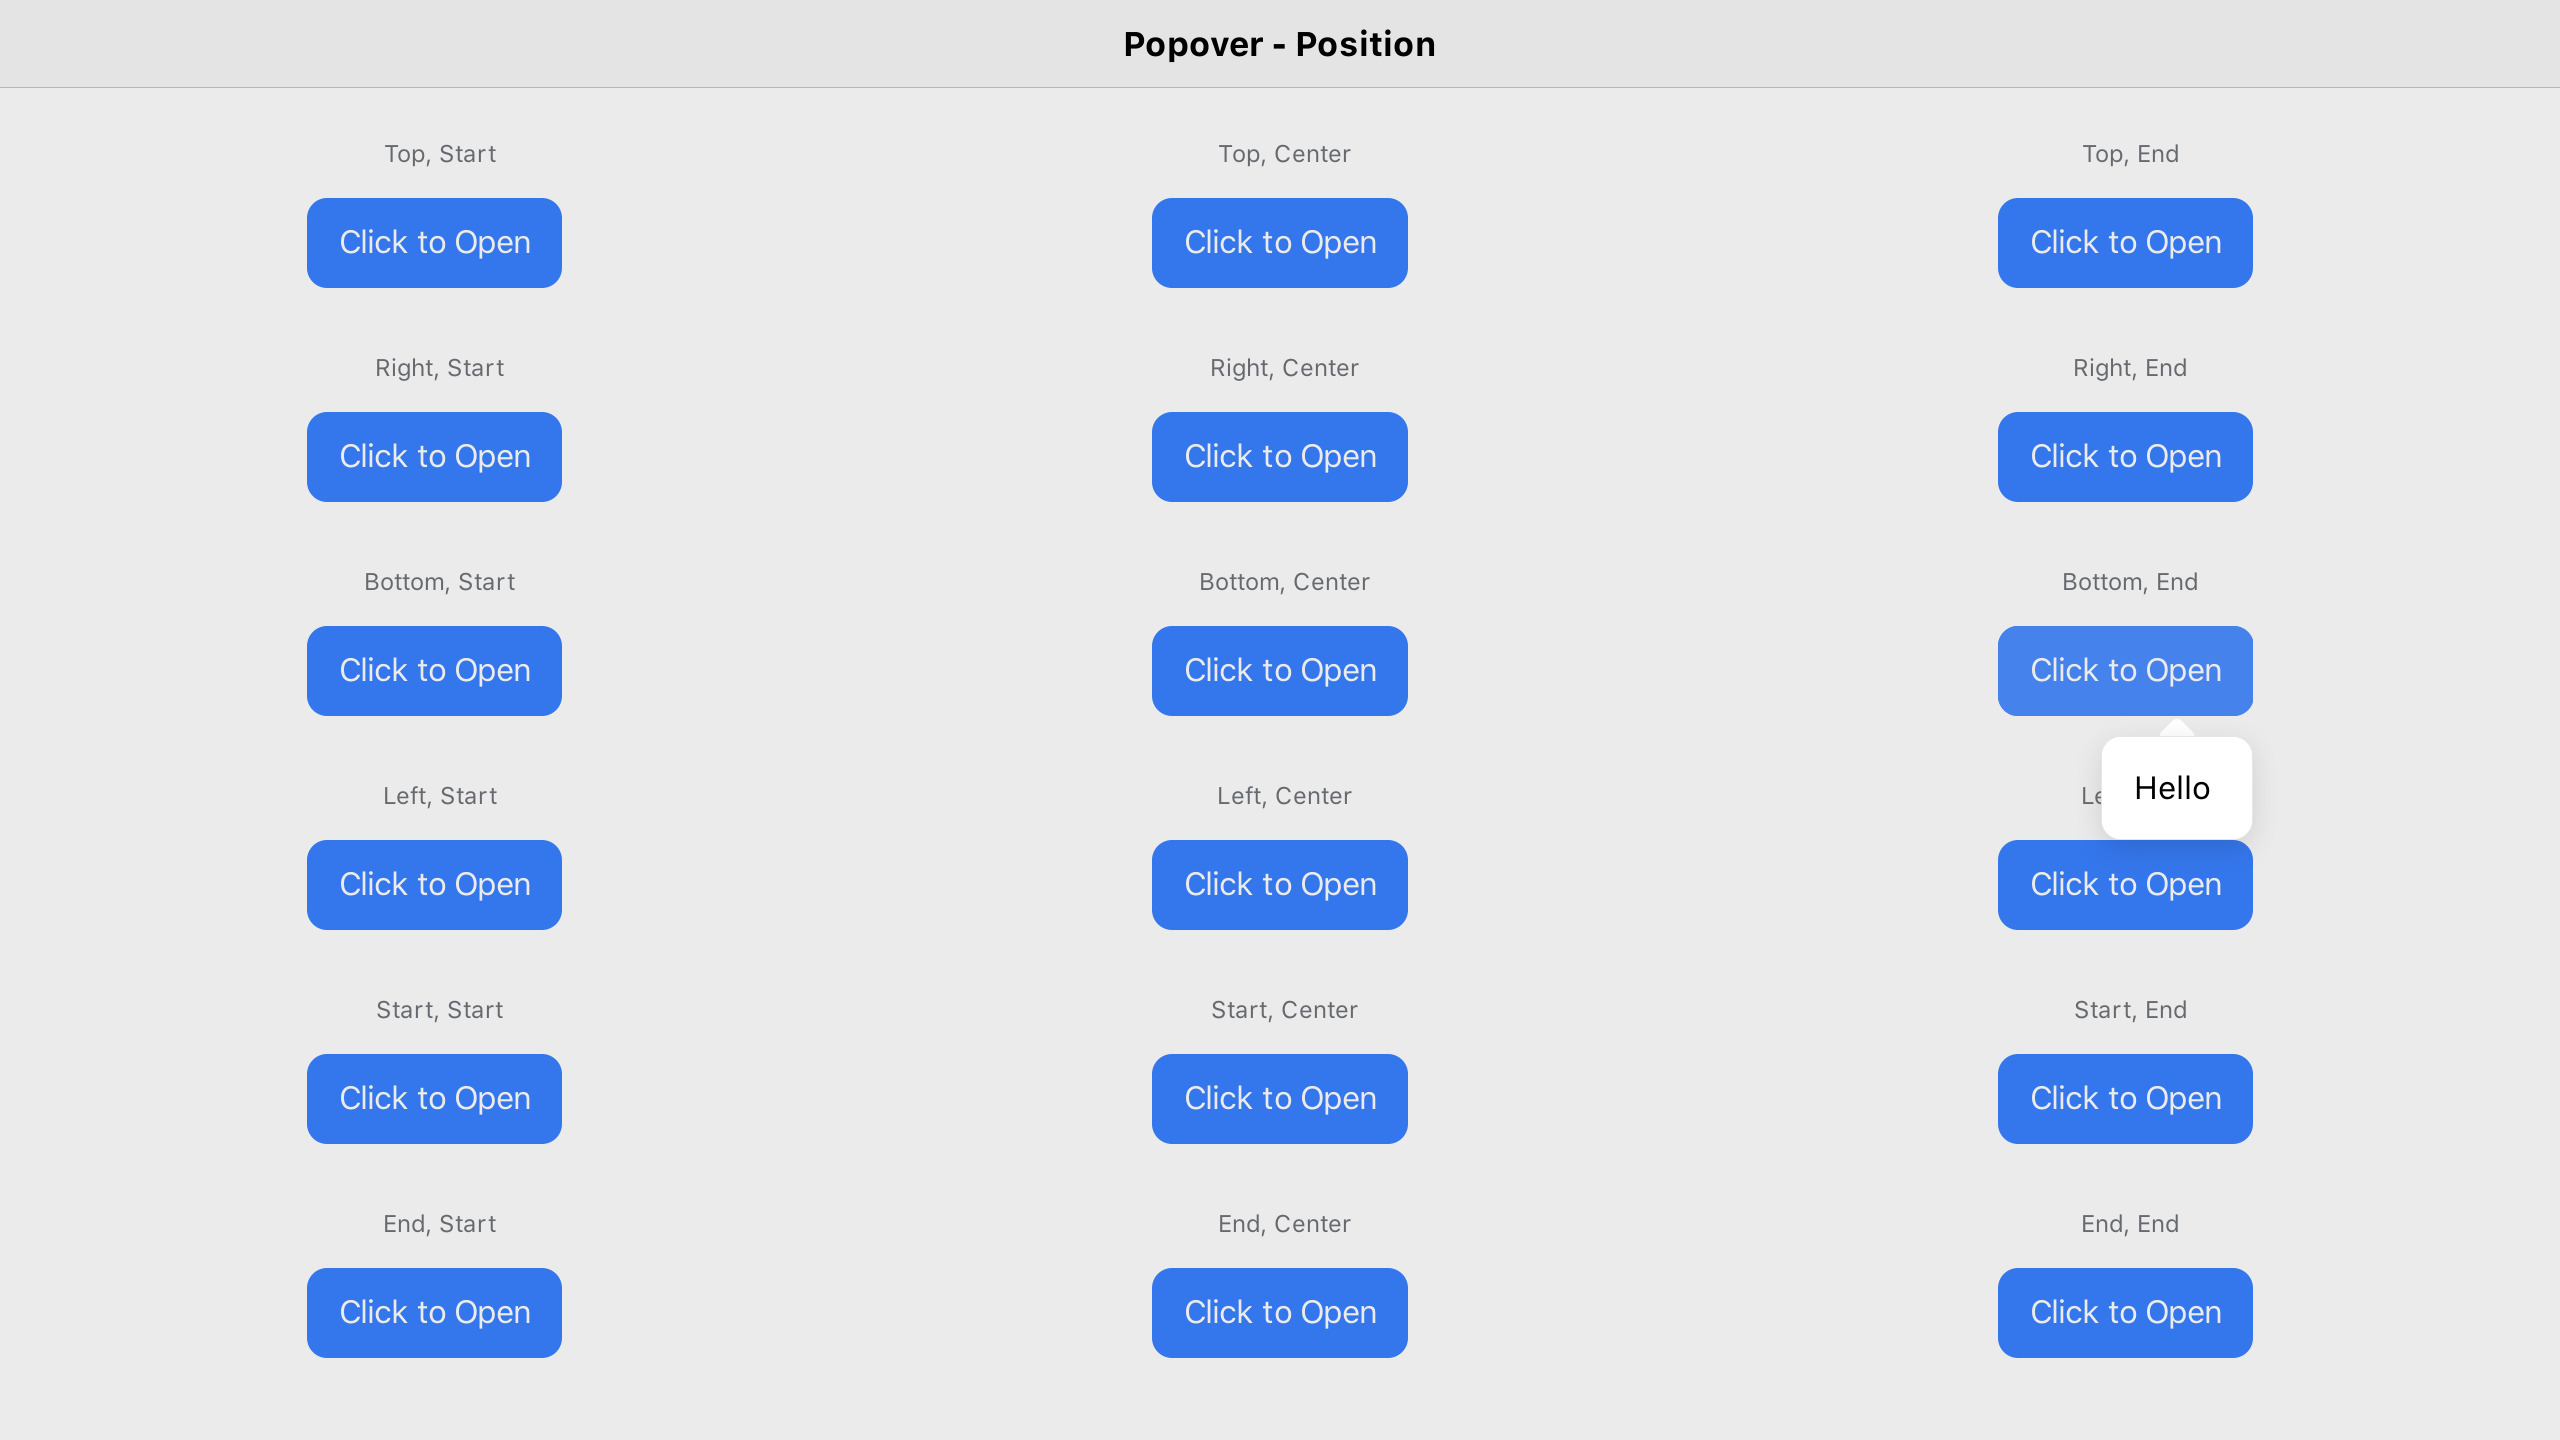 Popover - Position
Top, Start
Top, Center
Top, End
Click to Open
Click to Open
Click to Open
Right, Start
Right, Center
Right, End
Click to Open
Click to Open
Click to Open
Bottom, Start
Bottom, Center
Bottom, End
Click to Open
Click to Open
Click to Open
Left, Start
Left, Center
Hello
Click to Open
Click to Open
Click to Open
Start, Start
Start, Center
Start, End
Click to Open
Click to Open
Click to Open
End, Start
End, Center
End, End
Click to Open
Click to Open
Click to Open